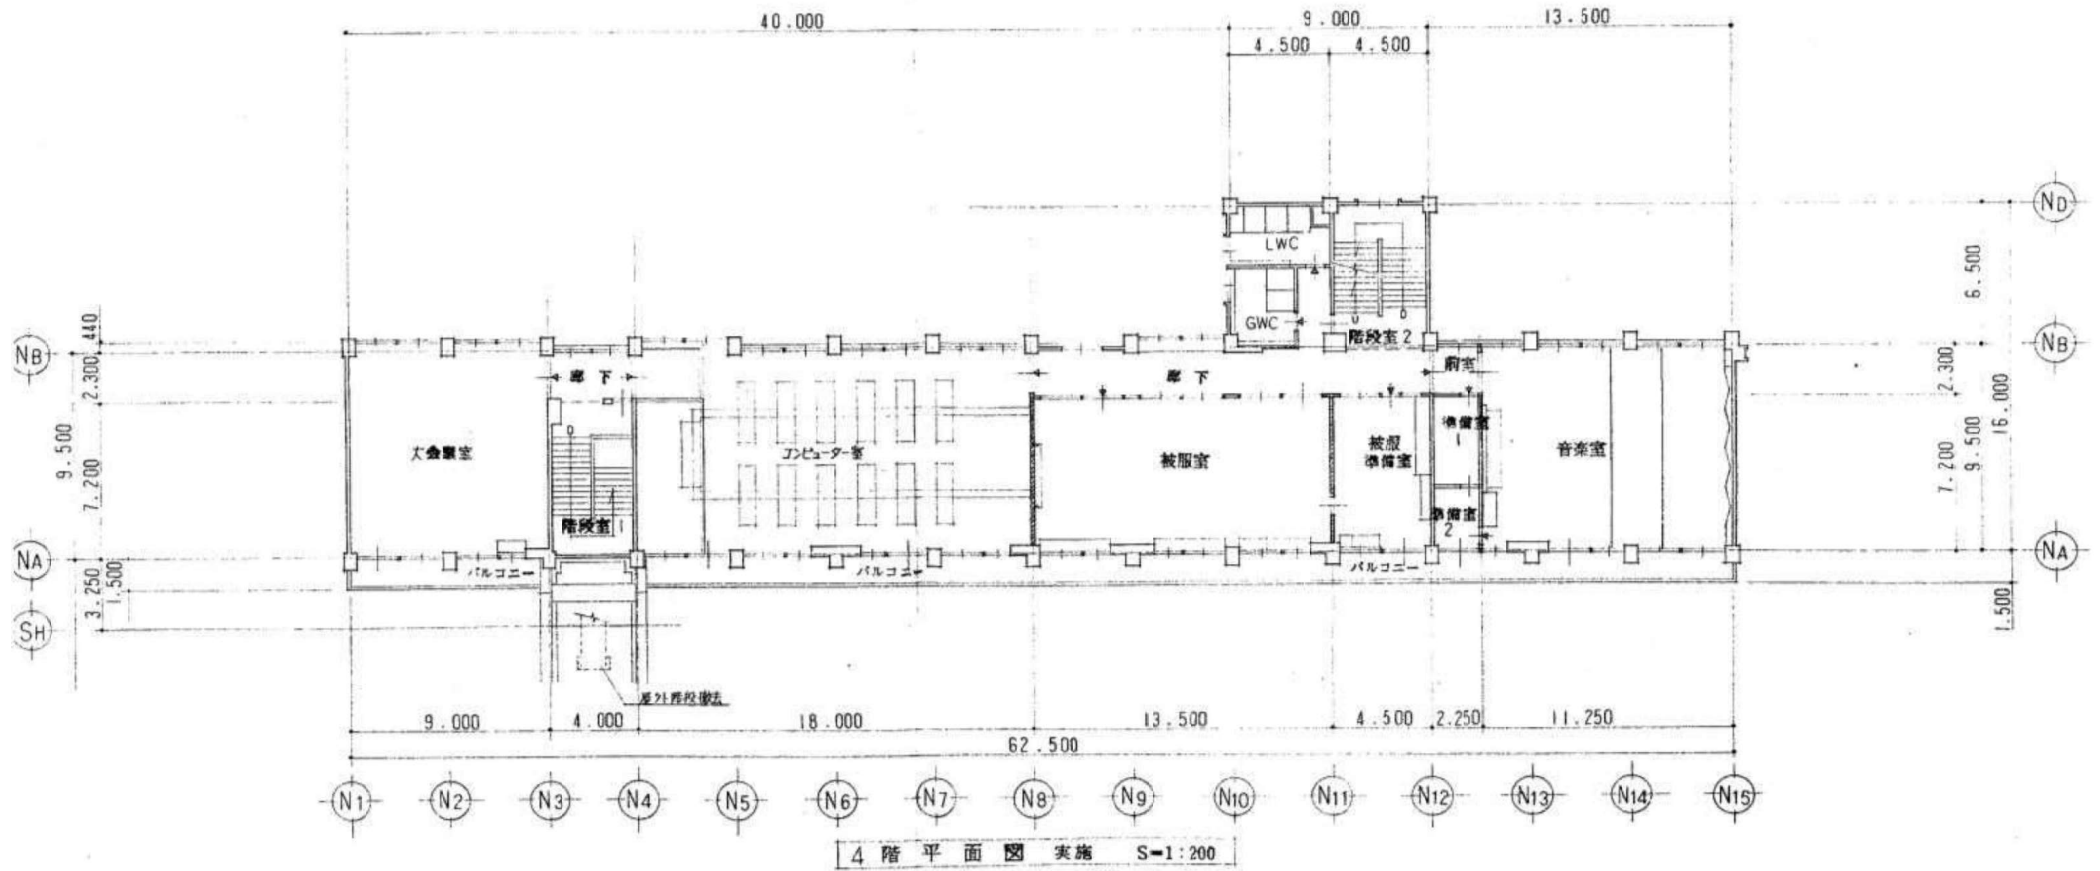 40.000
9.000
13.500
4.500
4.500
ND
LWC
6.500
440
GWC
U
D
階段室 2
NB
NB
2.300
廊 下
廊 下
前室
2.300
16.000
9.500
7.200
D
大会議室
コンピューター室
被服室
被服
準備室
準備室
1
音楽室
7.200
9.500
階段室 1
準備室
2
NA
NA
バルコニー
バルコニー
バルコニー
3.250
1.500
1.500
SH
屋外階段撤去
9.000
4.000
18.000
13.500
4.500
2.250
11.250
62.500
N1
N2
N3
N4
N5
N6
N7
N8
N9
N10
N11
N12
N13
N14
N15
4 階 平 面 図 実施 S=1:200